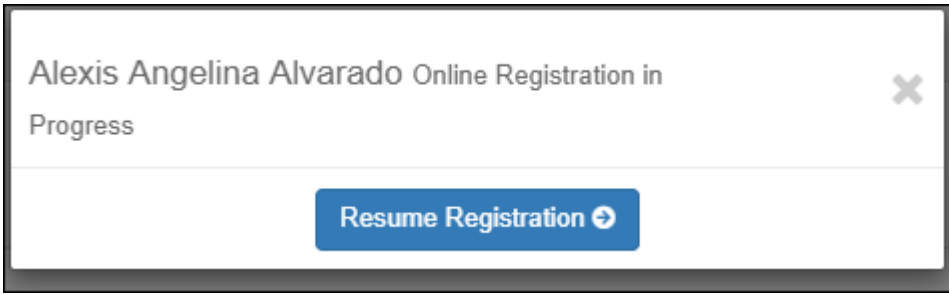 Alexis Angelina Alvarado Online Registration in
Progress
Resume Registration